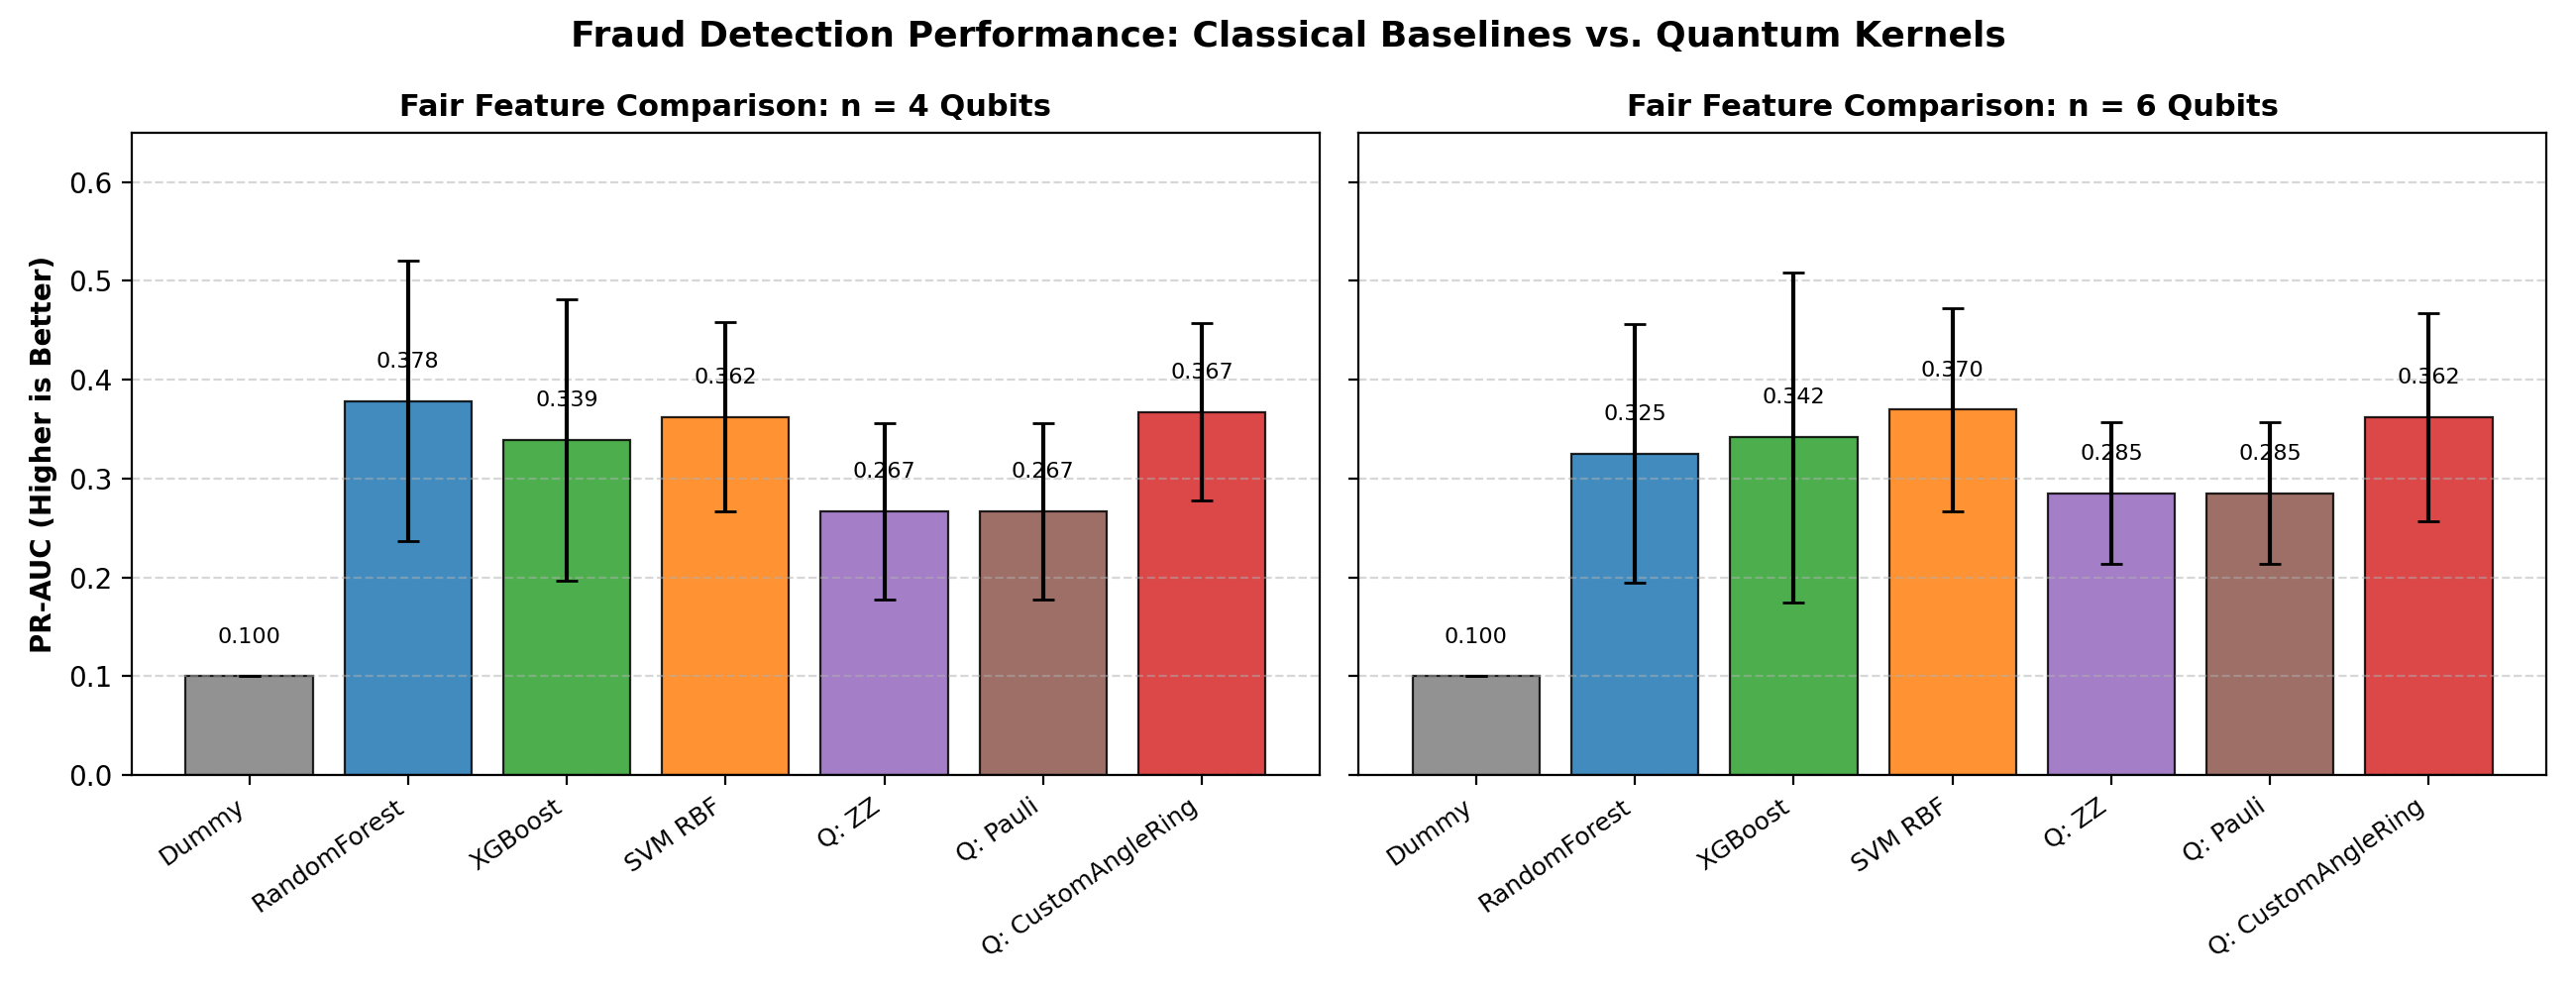 Fraud Detection Performance: Classical Baselines vs. Quantum Kernels
Fair Feature Comparison: n = 4 Qubits
PR-AUC (Higher is Better)
0.6
0.5
0.4
0.3
0.2
0.1
0.0
0.100
0.378
0.339
0.362
0.267
0.267
0.367
Dummy
RandomForest
XGBoost
SVM RBF
Q: ZZ
Q: Pauli
Q: CustomAngleRing
Fair Feature Comparison: n = 6 Qubits
0.100
0.325
0.342
0.370
0.285
0.285
0.362
Dummy
RandomForest
XGBoost
SVM RBF
Q: ZZ
Q: Pauli
Q: CustomAngleRing